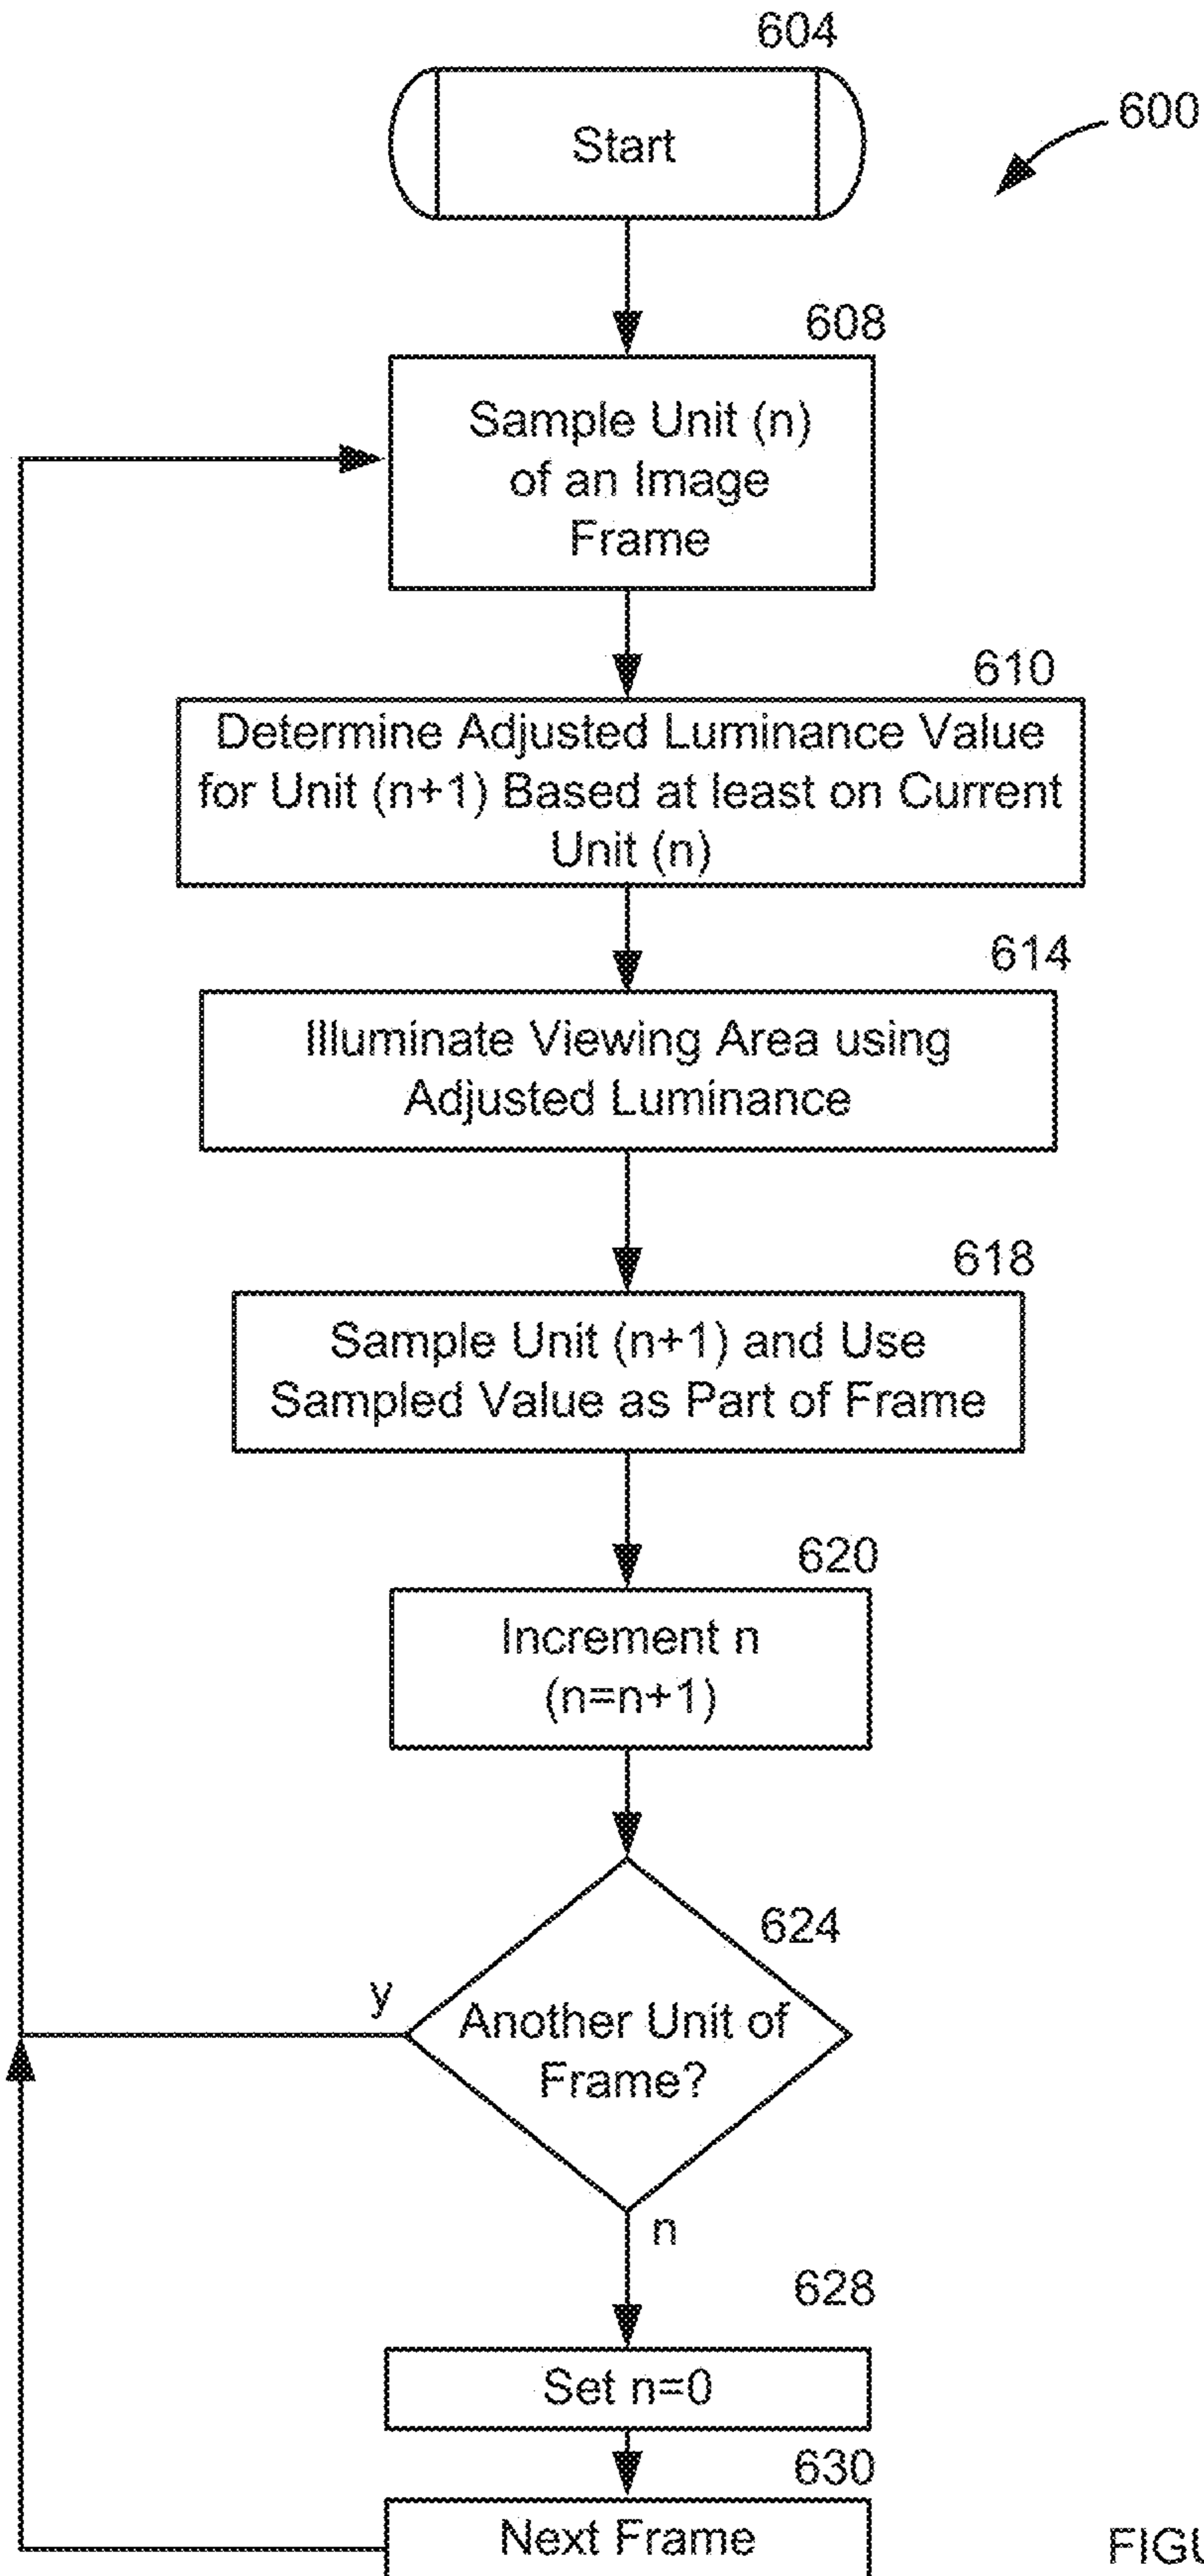 604
Start
600
608
Sample Unit (n)
of an Image
Frame
610
Determine Adjusted Luminance Value
for Unit (n+1) Based at least on Current
Unit (n)
614
Illuminate Viewing Area using
Adjusted Luminance
618
Sample Unit (n+1) and Use
Sampled Value as Part of Frame
620
Increment n
(n=n+1)
624
y
Another Unit of
Frame?
n
628
Set n=0
630
Next Frame
FIGU